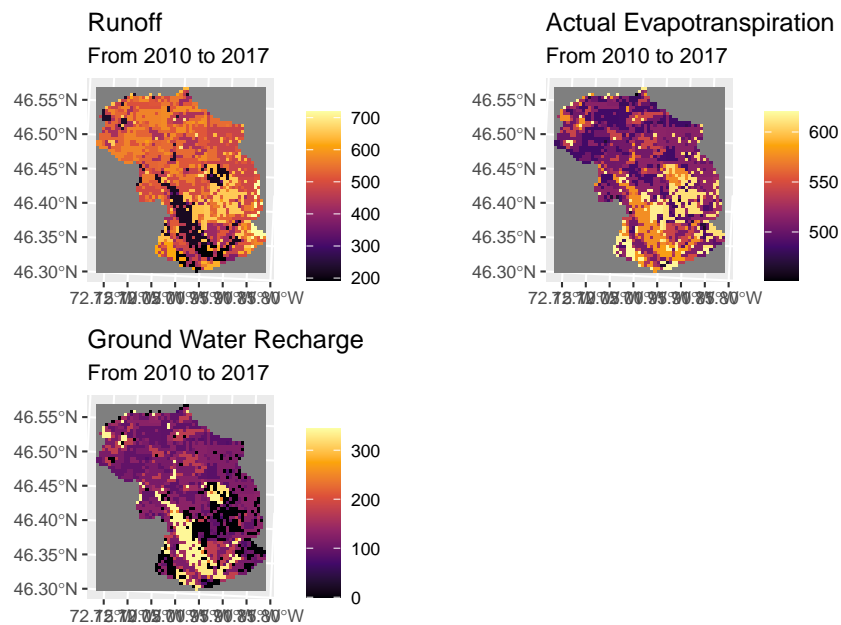 Runoff
From 2010 to 2017
46.55°N
46.50°N
46.45°N
46.40°N
46.35°N
46.30°N
700
600
500
400
300
200
Actual Evapotranspiration
From 2010 to 2017
46.55°N
46.50°N
46.45°N
46.40°N
46.35°N
46.30°N
600
550
500
Ground Water Recharge
From 2010 to 2017
46.55°N
46.50°N
46.45°N
46.40°N
46.35°N
46.30°N
300
200
100
0